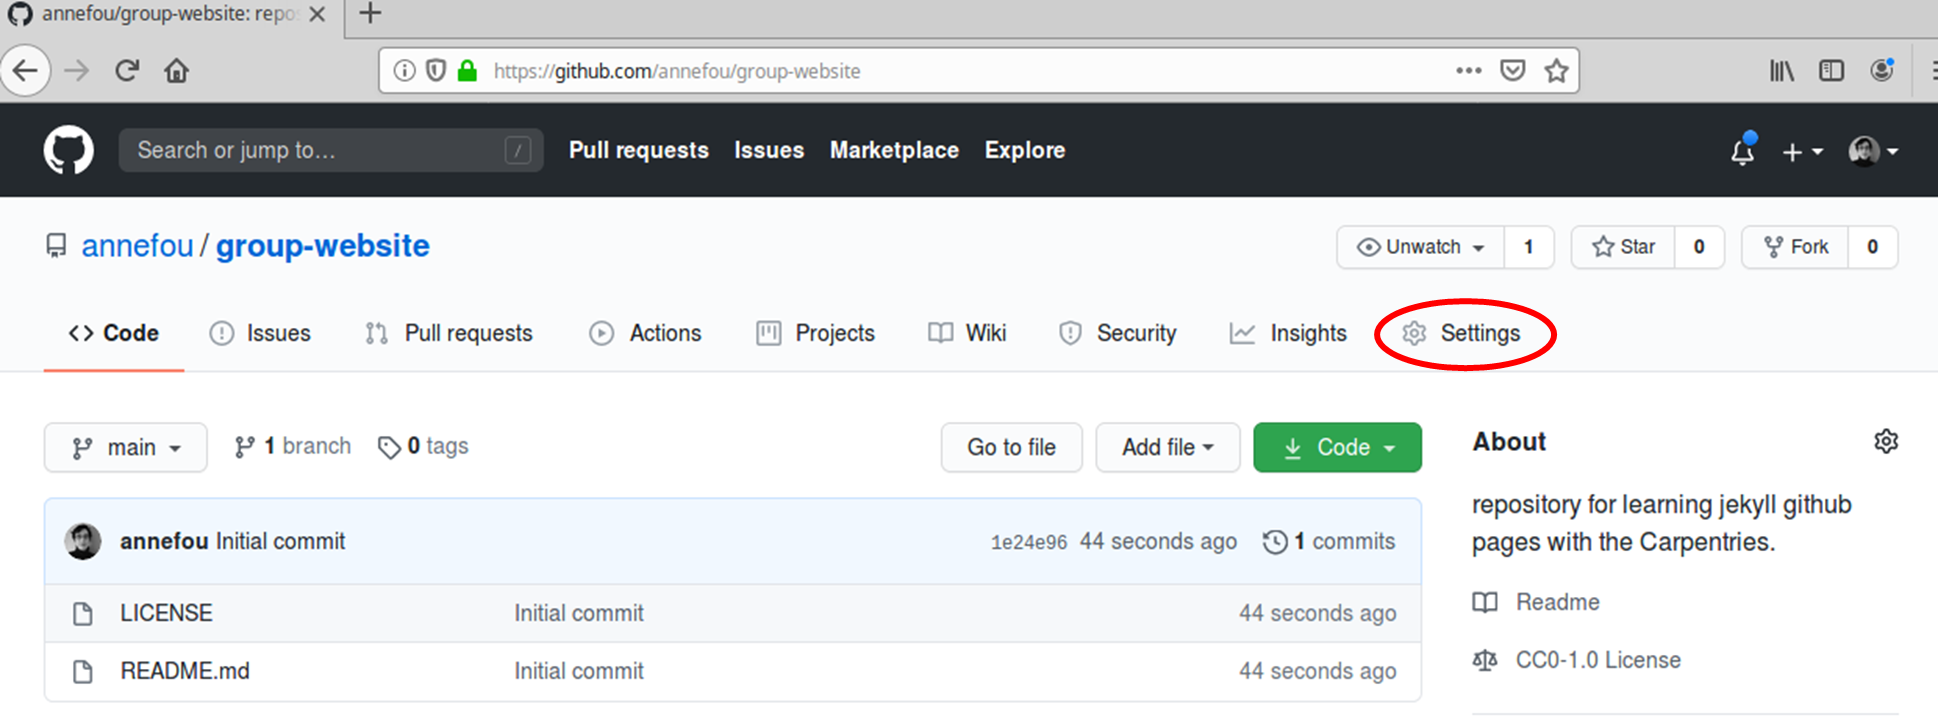 annefou/group-website: repos
https://github.com/annefou/group-website
Search or jump to… / Pull requests Issues Marketplace Explore
annefou / group-website Unwatch 1 Star 0 Fork 0
Code Issues Pull requests Actions Projects Wiki Security Insights Settings
main 1 branch 0 tags Go to file Add file Code
About
repository for learning jekyll github
pages with the Carpentries.
Readme
CC0-1.0 License
annefou Initial commit 1e24e96 44 seconds ago 1 commits
LICENSE Initial commit 44 seconds ago
README.md Initial commit 44 seconds ago